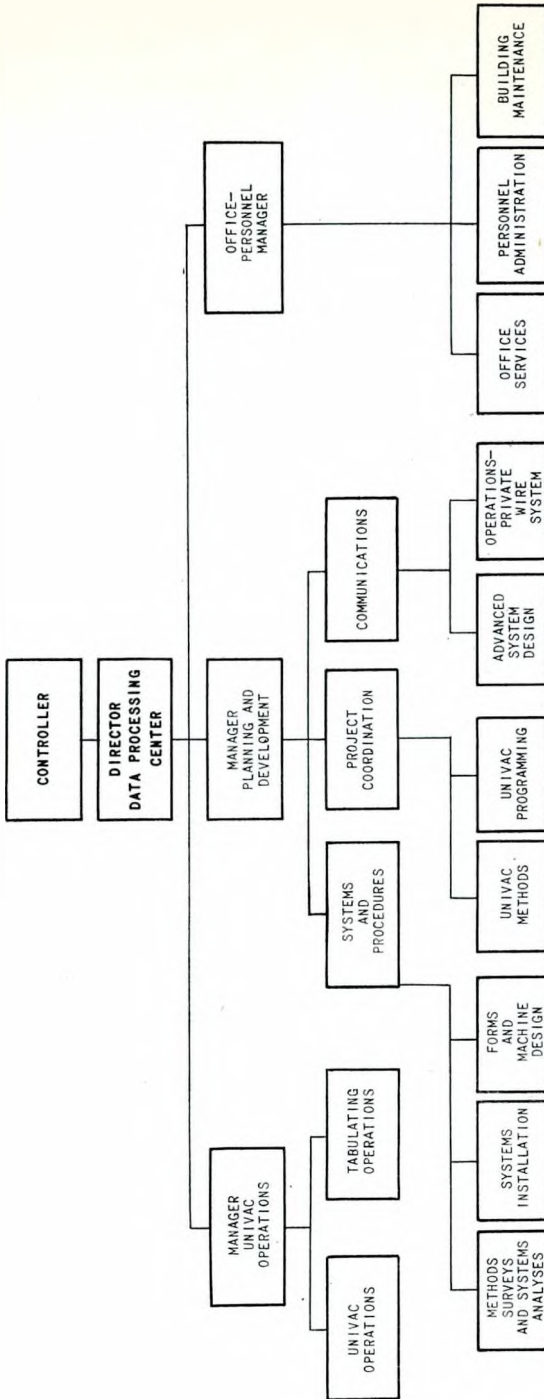 CONTROLLER
DIRECTOR
DATA PROCESSING
CENTER
MANAGER
UNIVAC
OPERATIONS
MANAGER
PLANNING AND
DEVELOPMENT
OFFICE—
PERSONNEL
MANAGER
UNIVAC
OPERATIONS
TABULATING
OPERATIONS
SYSTEMS
AND
PROCEDURES
PROJECT
COORDINATION
COMMUNICATIONS
METHODS
SURVEYS
AND SYSTEMS
ANALYSES
SYSTEMS
INSTALLATION
FORMS
AND
MACHINE
DESIGN
UNIVAC
METHODS
UNIVAC
PROGRAMMING
ADVANCED
SYSTEM
DESIGN
OPERATIONS—
PRIVATE
WIRE
SYSTEM
OFFICE
SERVICES
PERSONNEL
ADMINISTRATION
BUILDING
MAINTENANCE